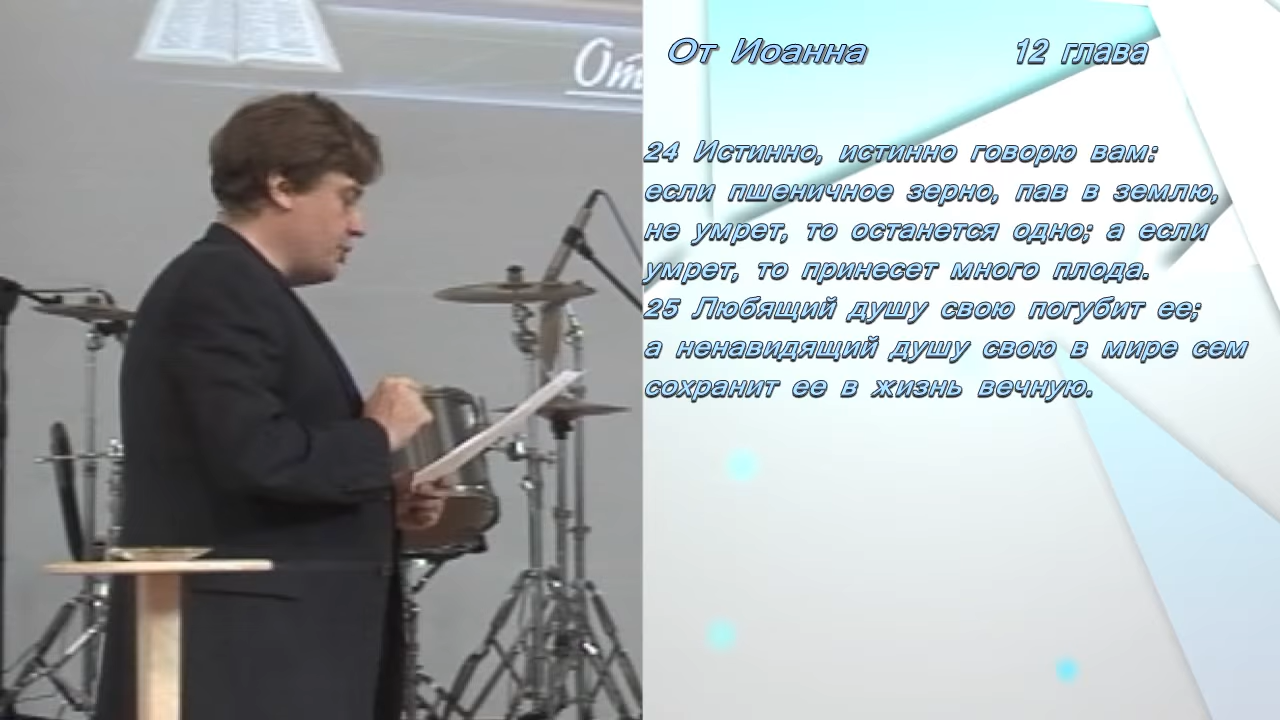 От
От Иоанна 12 глава
24 Истинно, истинно говорю вам:
если пшеничное зерно, пав в землю,
не умрет, то останется одно; а если
умрет, то принесет много плода.
25 Любящий душу свою погубит ее;
а ненавидящий душу свою в мире сем
сохранит ее в жизнь вечную.